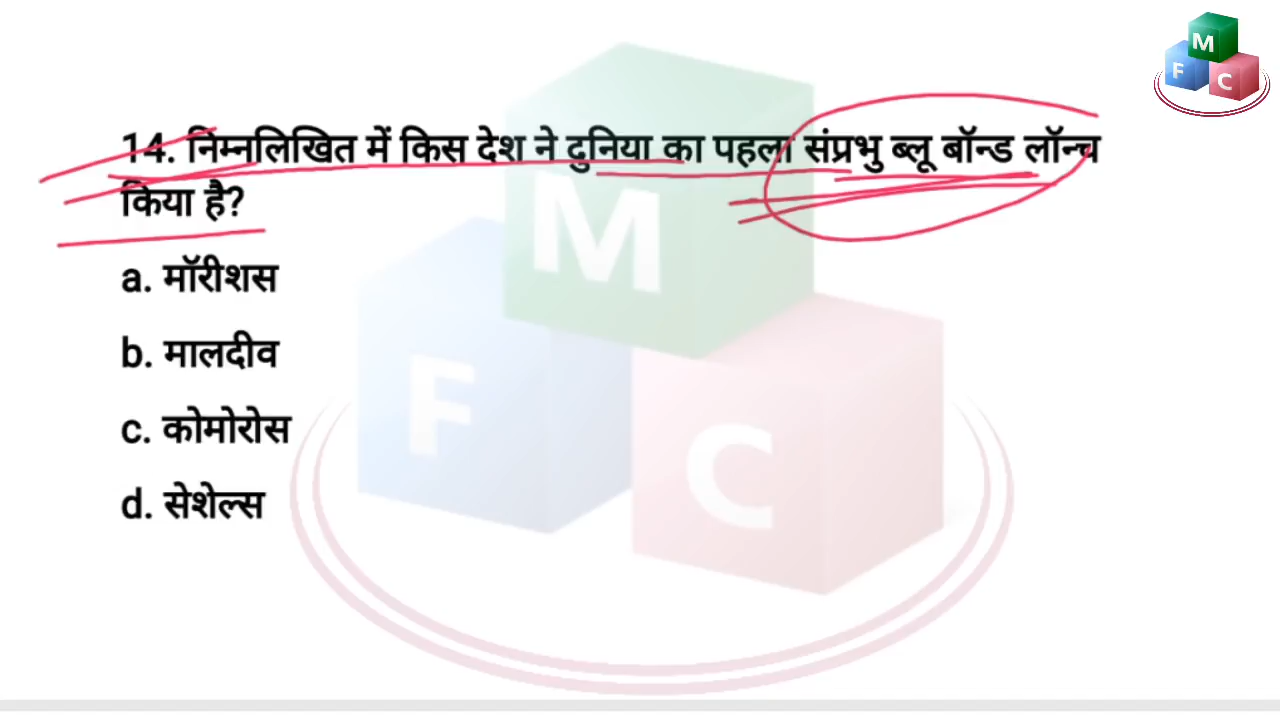 14. निम्नलिखित में किस देश ने दुनिया का पहला संप्रभु ब्लू बॉन्ड लॉन्च
किया है?
a. मॉरीशस
b. मालदीव
c. कोमोरोस
d. सेशेल्स
M
F
C
M
F
C